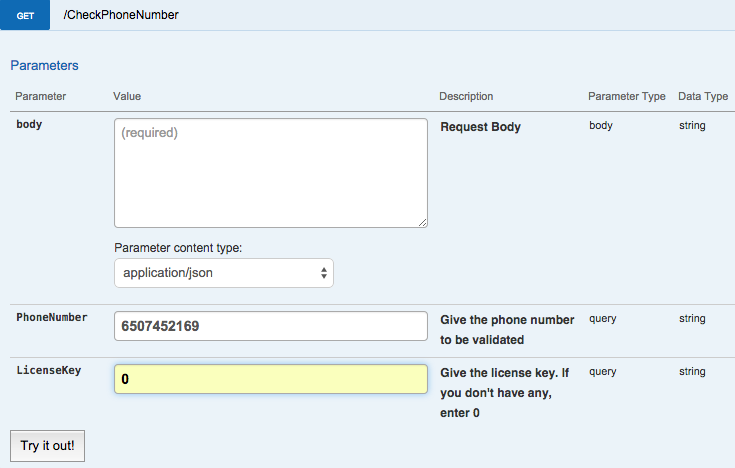 GET /CheckPhoneNumber
Parameters
Parameter Value Description Parameter Type Data Type
body (required) Request Body body string
Parameter content type:
application/json
PhoneNumber 6507452169 Give the phone number query string
to be validated
LicenseKey 0 Give the license key. If query string
you don't have any,
enter 0
Try it out!